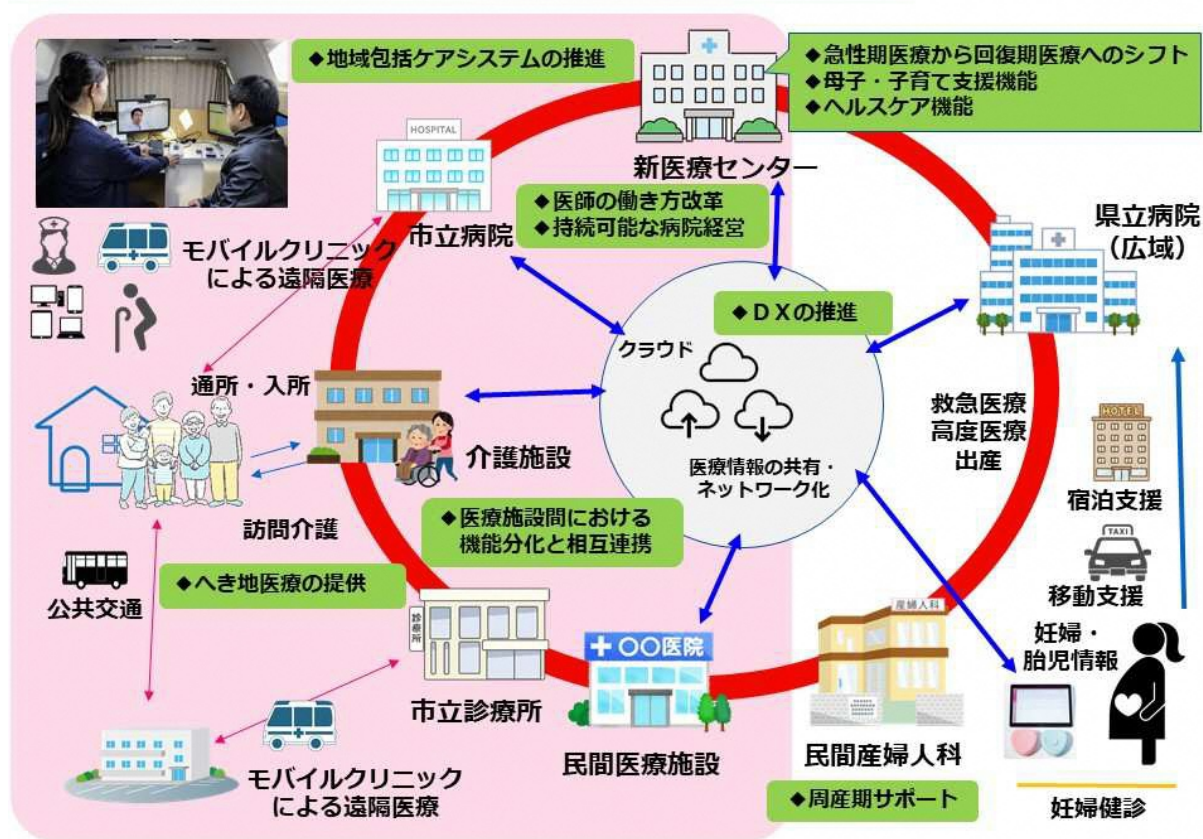 ◆地域包括ケアシステムの推進
◆急性期医療から回復期医療へのシフト
◆母子・子育て支援機能
◆ヘルスケア機能
HOSPITAL
新医療センター
市立病院
◆医師の働き方改革
◆持続可能な病院経営
県立病院
（広域）
モバイルクリニック
による遠隔医療
◆ＤＸの推進
クラウド
通所・入所
介護施設
医療情報の共有・
ネットワーク化
救急医療
高度医療
出産
HOTEL
宿泊支援
訪問介護
◆医療施設間における
機能分化と相互連携
TAXI
移動支援
公共交通
◆へき地医療の提供
診療所
市立診療所
〇〇医院
民間医療施設
産婦人科
民間産婦人科
妊婦・
胎児情報
モバイルクリニック
による遠隔医療
◆周産期サポート
妊婦健診